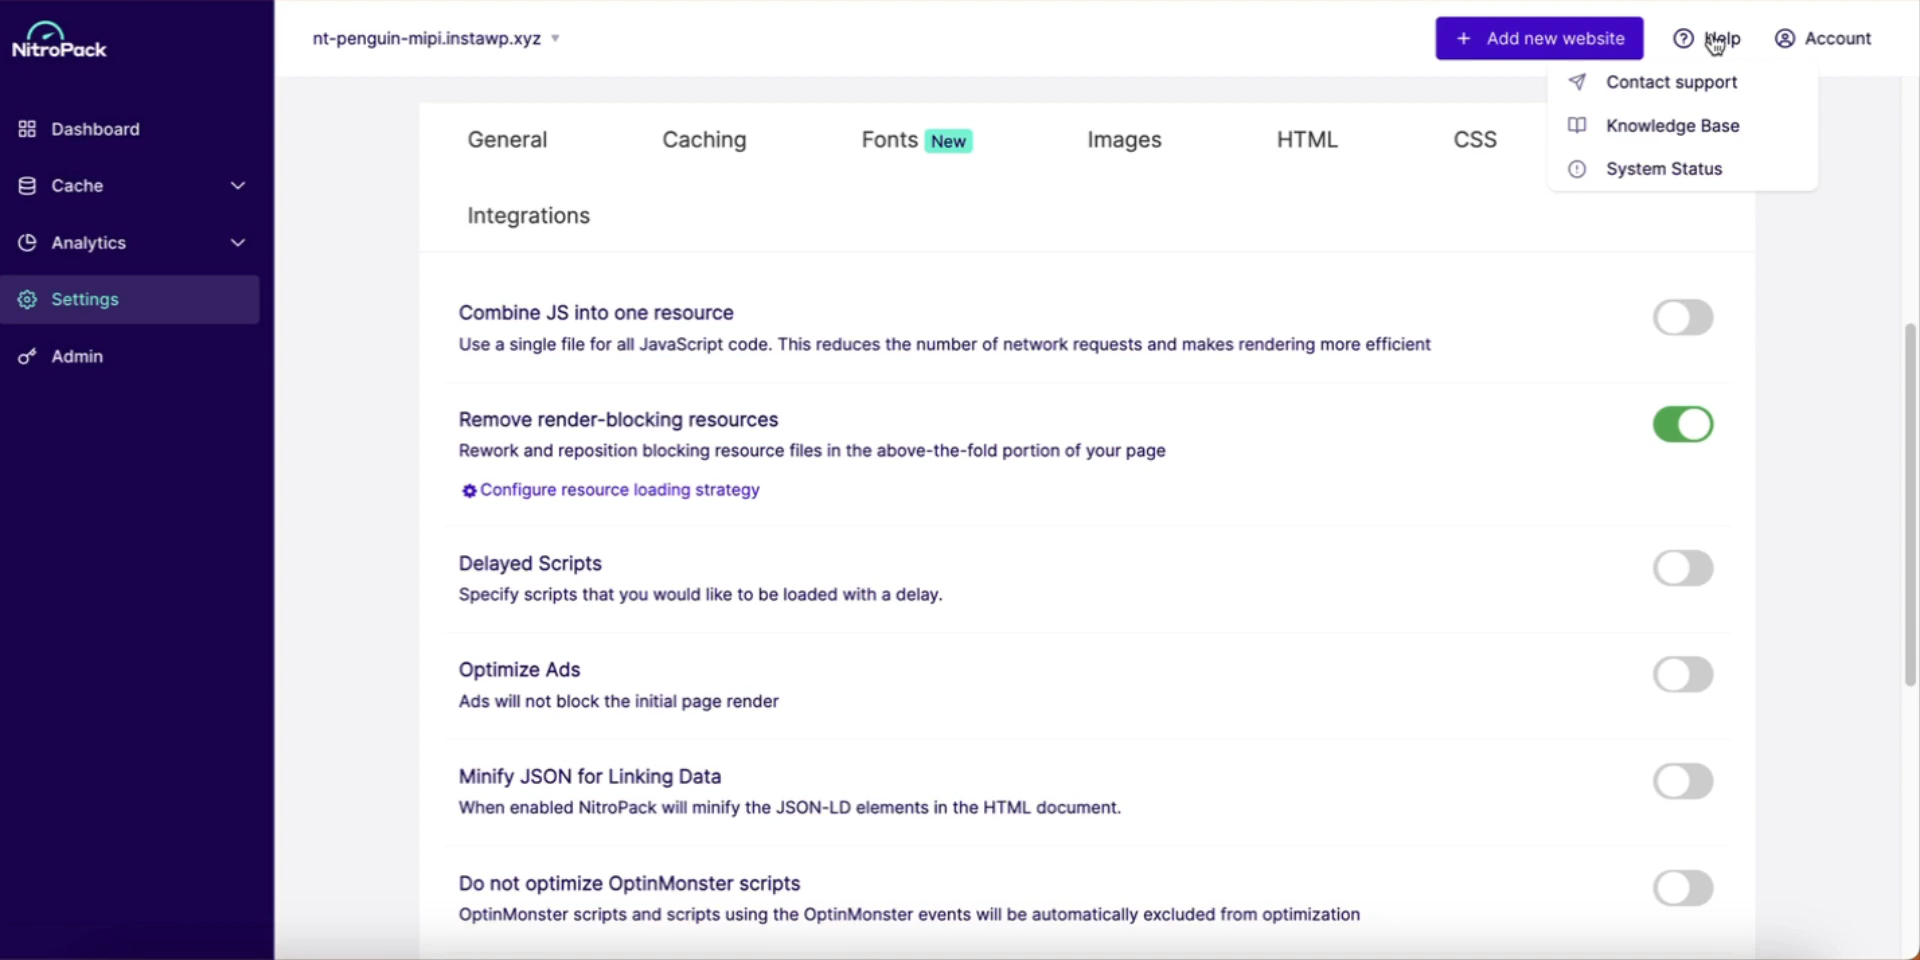 NitroPack
nt-penguin-mipi.instawp.xyz
+ Add new website
Help
Account
Contact support
Knowledge Base
System Status
Dashboard
Cache
Analytics
Settings
Admin
General
Caching
Fonts New
Images
HTML
CSS
Integrations
Combine JS into one resource
Use a single file for all JavaScript code. This reduces the number of network requests and makes rendering more efficient
Remove render-blocking resources
Rework and reposition blocking resource files in the above-the-fold portion of your page
Configure resource loading strategy
Delayed Scripts
Specify scripts that you would like to be loaded with a delay.
Optimize Ads
Ads will not block the initial page render
Minify JSON for Linking Data
When enabled NitroPack will minify the JSON-LD elements in the HTML document.
Do not optimize OptinMonster scripts
OptinMonster scripts and scripts using the OptinMonster events will be automatically excluded from optimization